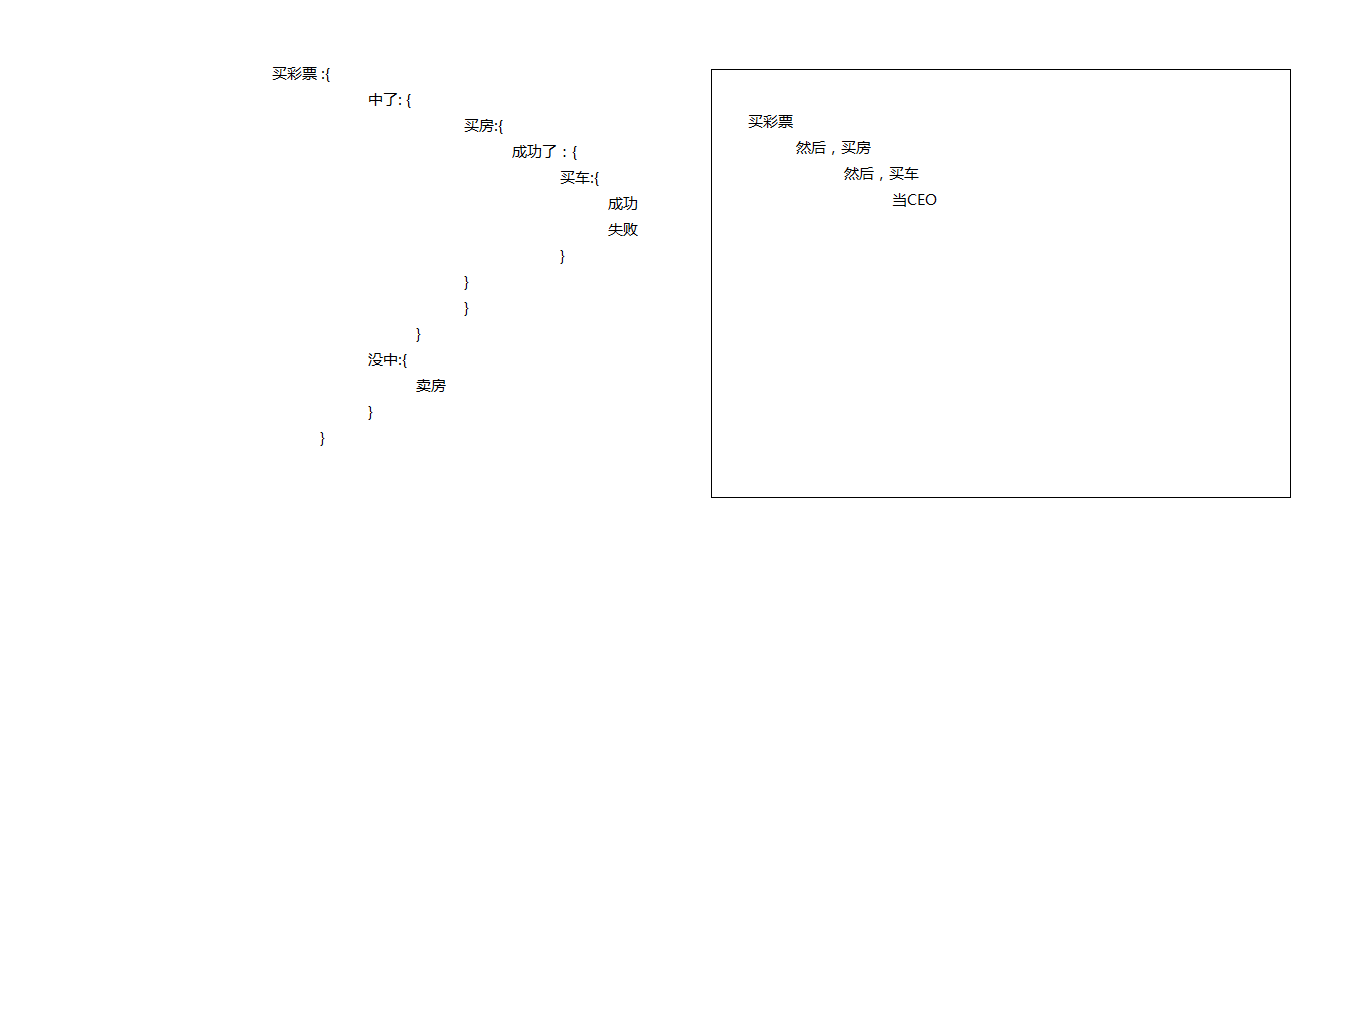 买彩票 :{
中了: {
买房:{
成功了：{
买车:{
成功
失败
}
}
}
}
没中:{
卖房
}
}
买彩票
然后，买房
然后，买车
当CEO